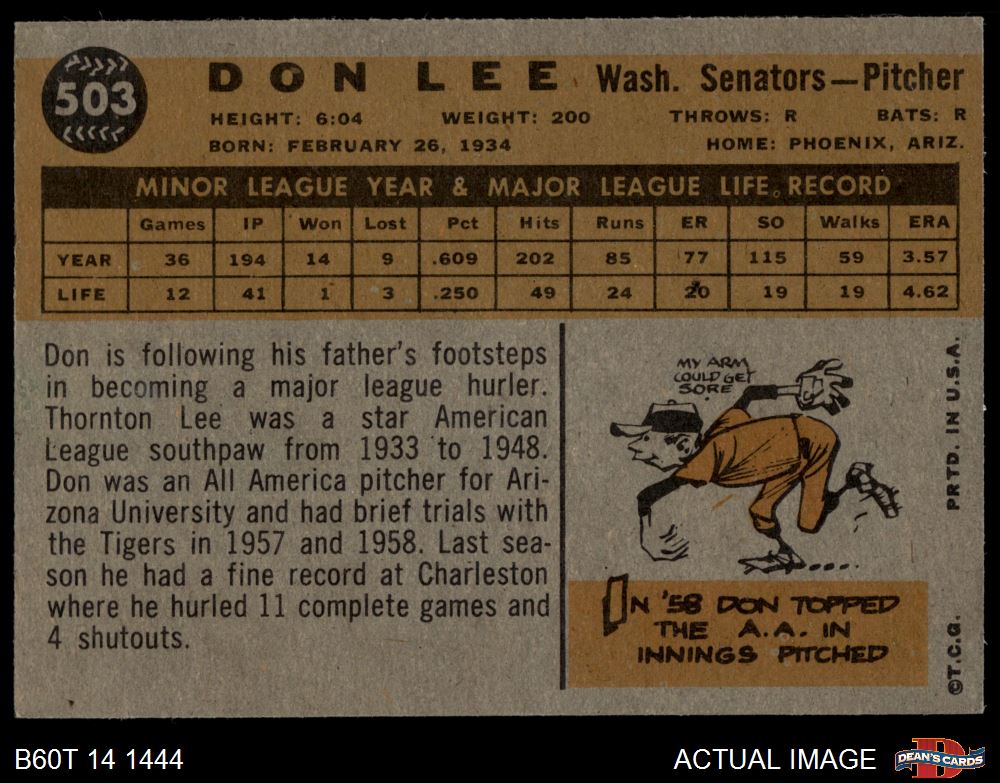 503
DON LEE Wash. Senators—Pitcher
HEIGHT: 6:04 WEIGHT: 200 THROWS: R BATS: R
BORN: FEBRUARY 26, 1934 HOME: PHOENIX, ARIZ.
MINOR LEAGUE YEAR & MAJOR LEAGUE LIFE RECORD
Games IP Won Lost Pct Hits Runs ER SO Walks ERA
YEAR 36 194 14 9 .609 202 85 77 115 59 3.57
LIFE 12 41 1 3 .250 49 24 20 19 19 4.62
Don is following his father's footsteps
in becoming a major league hurler.
Thornton Lee was a star American
League southpaw from 1933 to 1948.
Don was an All America pitcher for Ari-
zona University and had brief trials with
the Tigers in 1957 and 1958. Last sea-
son he had a fine record at Charleston
where he hurled 11 complete games and
4 shutouts.
MY ARM
COULD GET
SORE
IN '58 DON TOPPED
THE A.A. IN
INNINGS PITCHED
©T.C.G. PRTD. IN U.S.A.
B60T 14 1444 ACTUAL IMAGE
D
DEAN'S CARDS